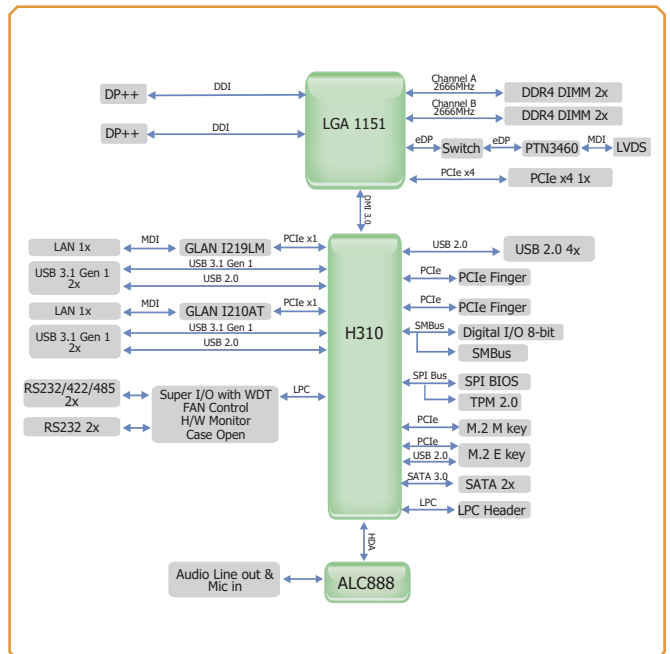 DP++
DDI
DP++
DDI
LGA 1151
Channel A
2666MHz
DDR4 DIMM 2x
Channel B
2666MHz
DDR4 DIMM 2x
eDP
Switch
eDP
PTN3460
MDI
LVDS
PCIe x4
PCIe x4 1x
DMI 3.0
LAN 1x
MDI
GLAN I219LM
PCIe x1
USB 3.1 Gen 1
2x
USB 3.1 Gen 1
USB 2.0
LAN 1x
MDI
GLAN I210AT
PCIe x1
USB 3.1 Gen 1
2x
USB 3.1 Gen 1
USB 2.0
RS232/422/485
2x
RS232 2x
Super I/O with WDT
FAN Control
H/W Monitor
Case Open
LPC
H310
USB 2.0
USB 2.0 4x
PCIe
PCIe Finger
PCIe
PCIe Finger
SMBus
Digital I/O 8-bit
SMBus
SPI Bus
SPI BIOS
TPM 2.0
PCIe
M.2 M key
PCIe
USB 2.0
M.2 E key
SATA 3.0
SATA 2x
LPC
LPC Header
HDA
Audio Line out &
Mic in
ALC888